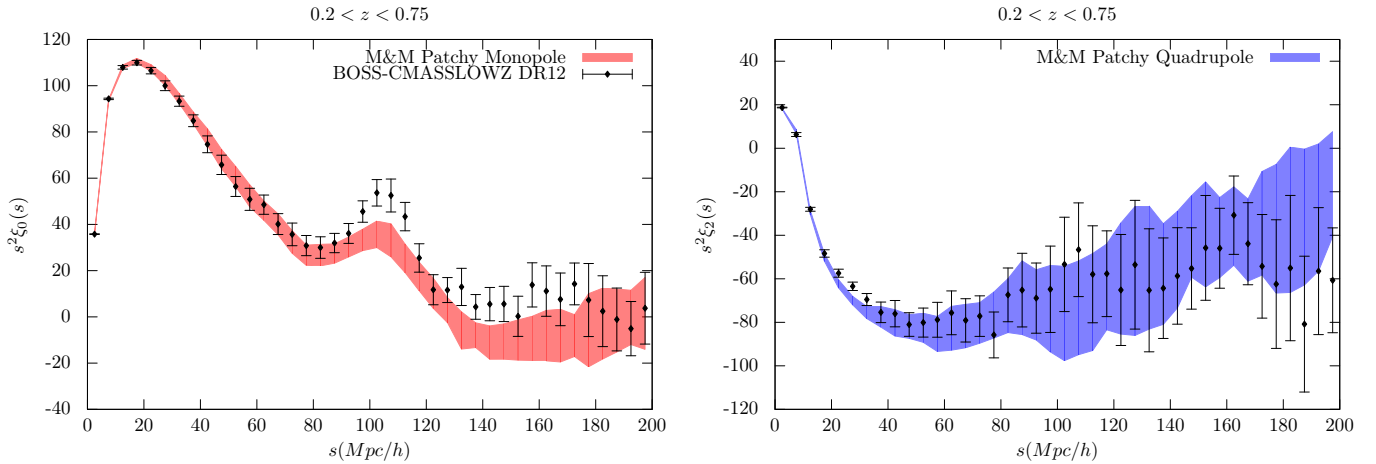 0.2 < z < 0.75
120
100
80
60
40
20
0
-20
-40
s²ξ₀(s)
M&M Patchy Monopole
BOSS-CMASSLOWZ DR12
0 20 40 60 80 100 120 140 160 180 200
s(Mpc/h)
0.2 < z < 0.75
40
20
0
-20
-40
-60
-80
-100
-120
s²ξ₂(s)
M&M Patchy Quadrupole
0 20 40 60 80 100 120 140 160 180 200
s(Mpc/h)